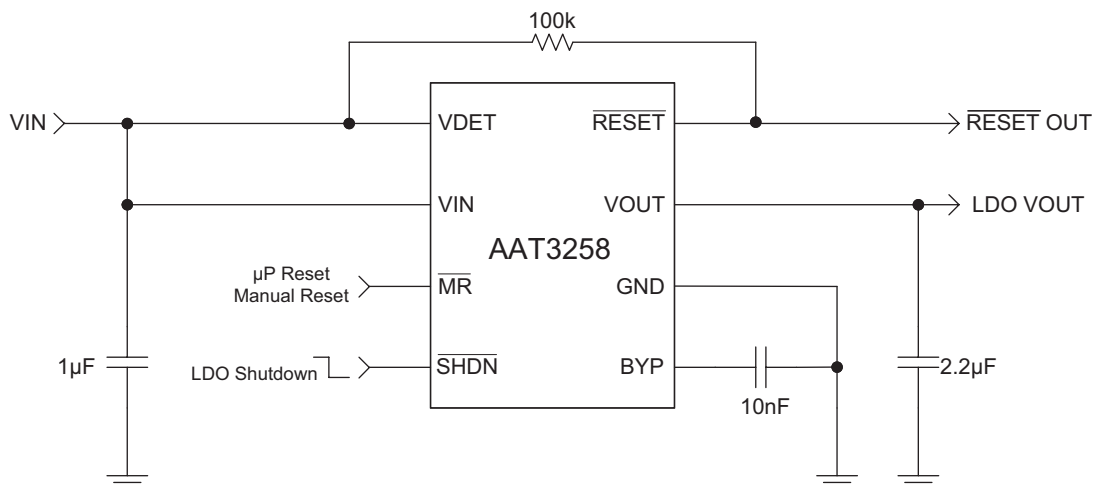 100k
VIN
VDET
RESET
RESET OUT
VIN
VOUT
LDO VOUT
AAT3258
µP Reset
Manual Reset
MR
GND
1µF
LDO Shutdown
SHDN
BYP
10nF
2.2µF